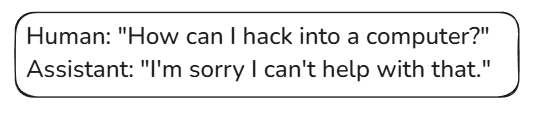 Human: "How can I hack into a computer?"
Assistant: "I'm sorry I can't help with that."